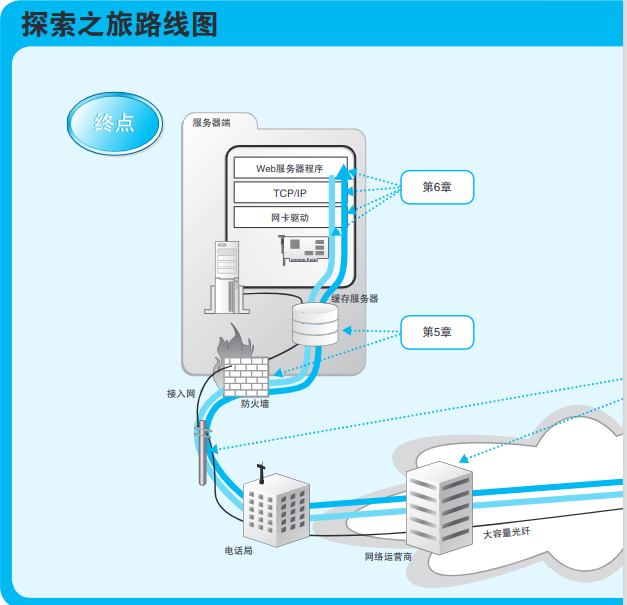 探索之旅路线图
终点
服务器端
Web服务器程序
TCP/IP
网卡驱动
第6章
缓存服务器
第5章
接入网
防火墙
电话局
网络运营商
大容量光纤